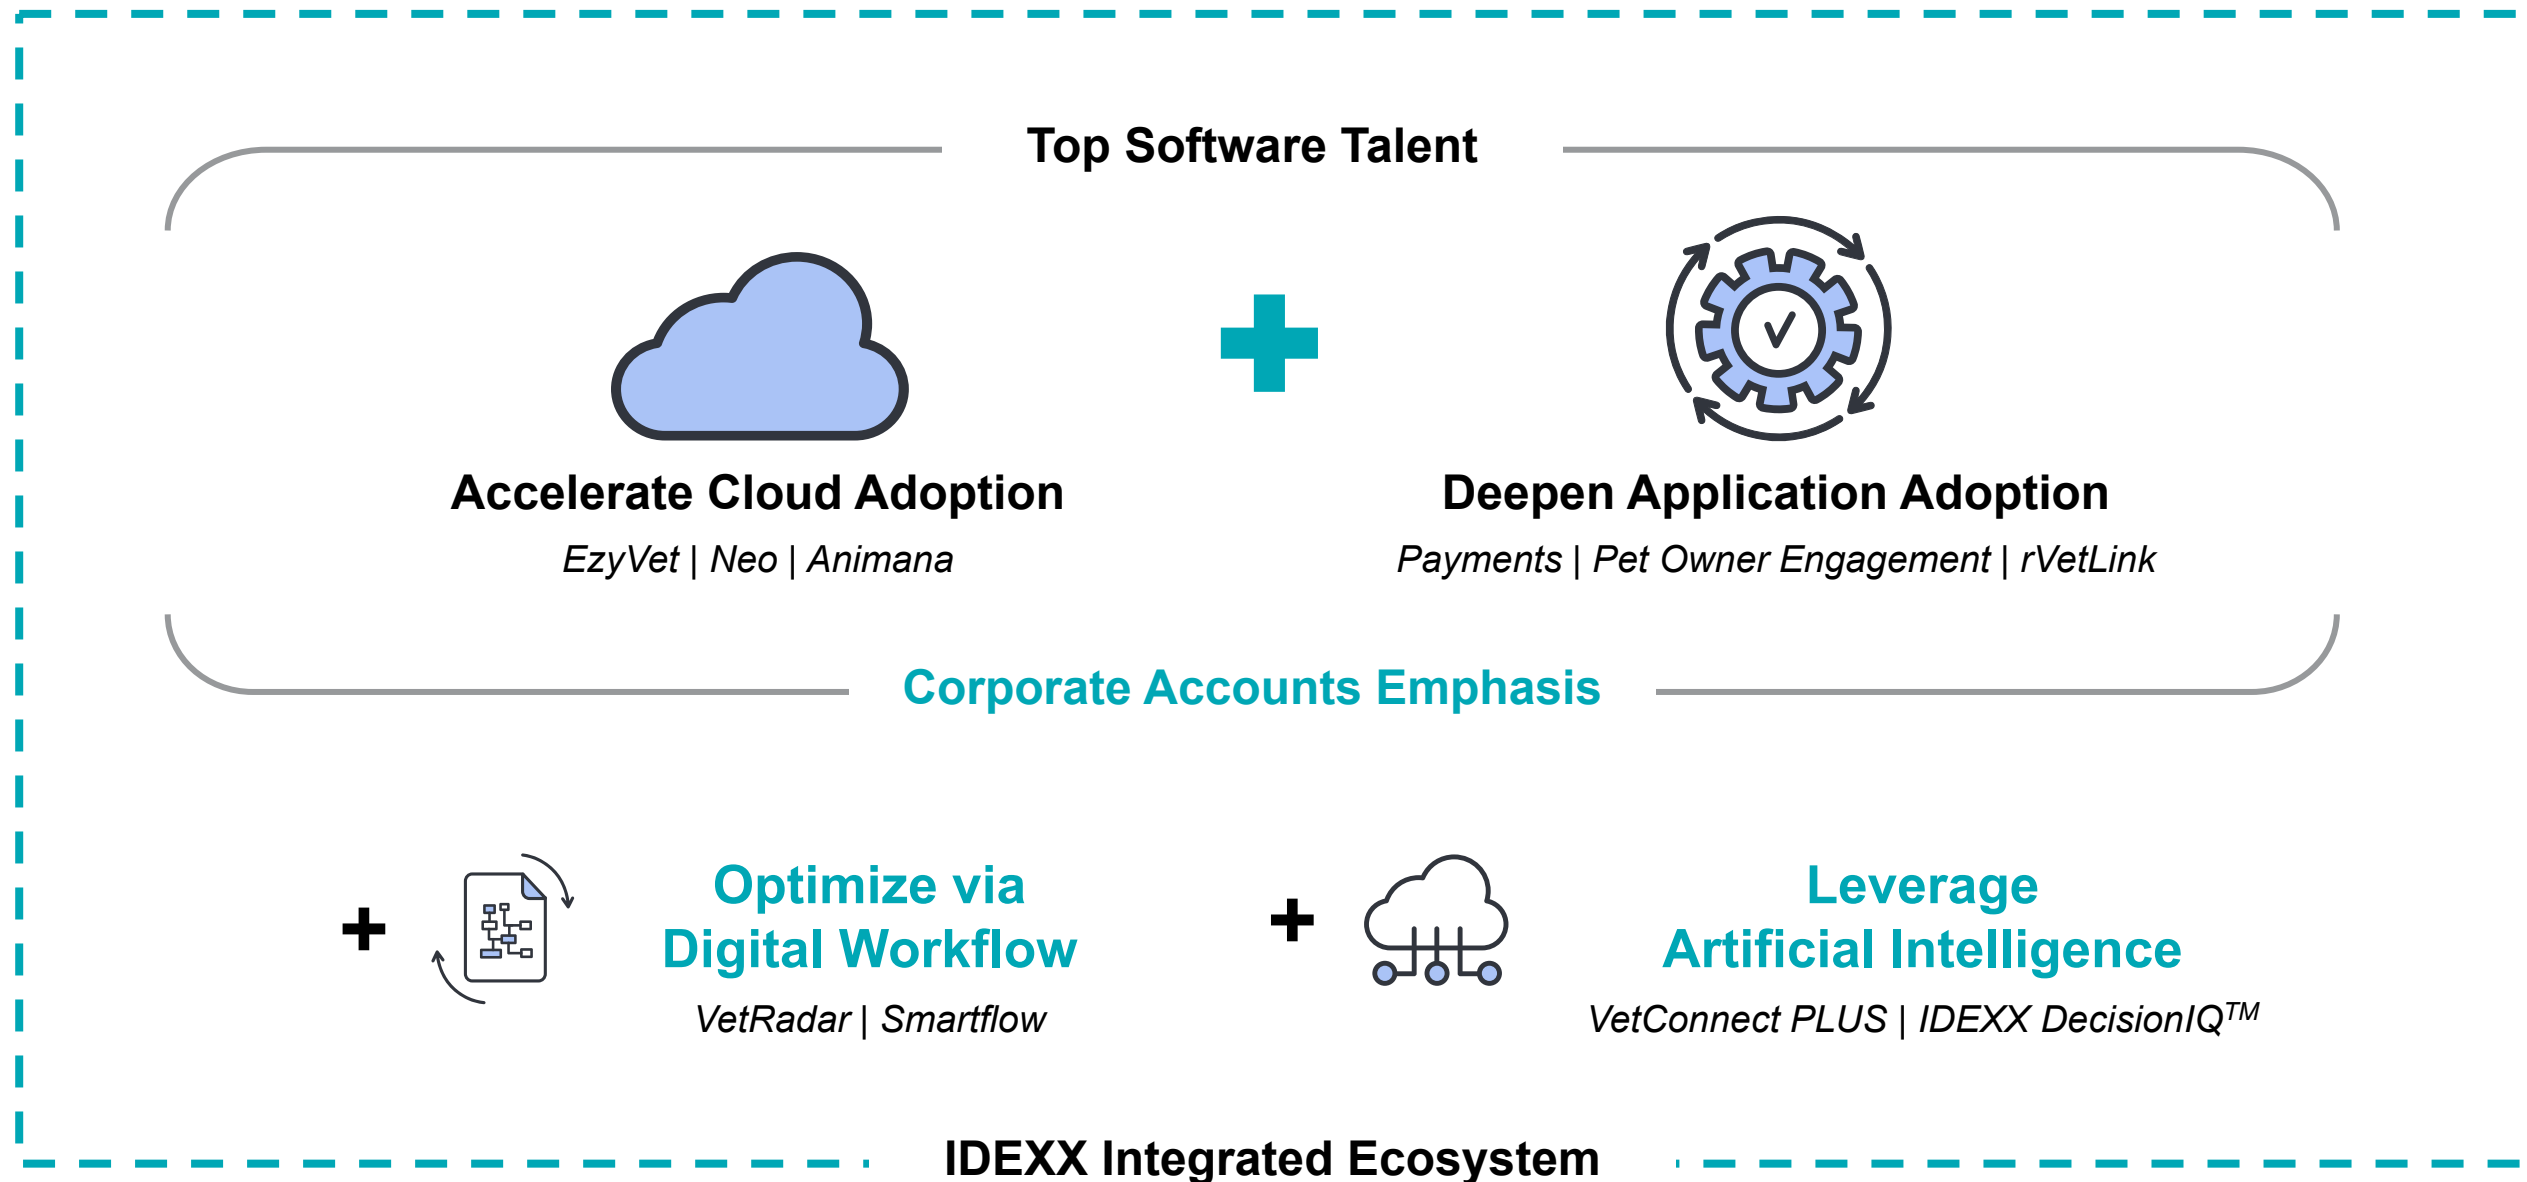 Top Software Talent
Accelerate Cloud Adoption
EzyVet | Neo | Animana
Deepen Application Adoption
Payments | Pet Owner Engagement | rVetLink
Corporate Accounts Emphasis
+
Optimize via
Digital Workflow
VetRadar | Smartflow
+
Leverage
Artificial Intelligence
VetConnect PLUS | IDEXX DecisionIQ™
IDEXX Integrated Ecosystem